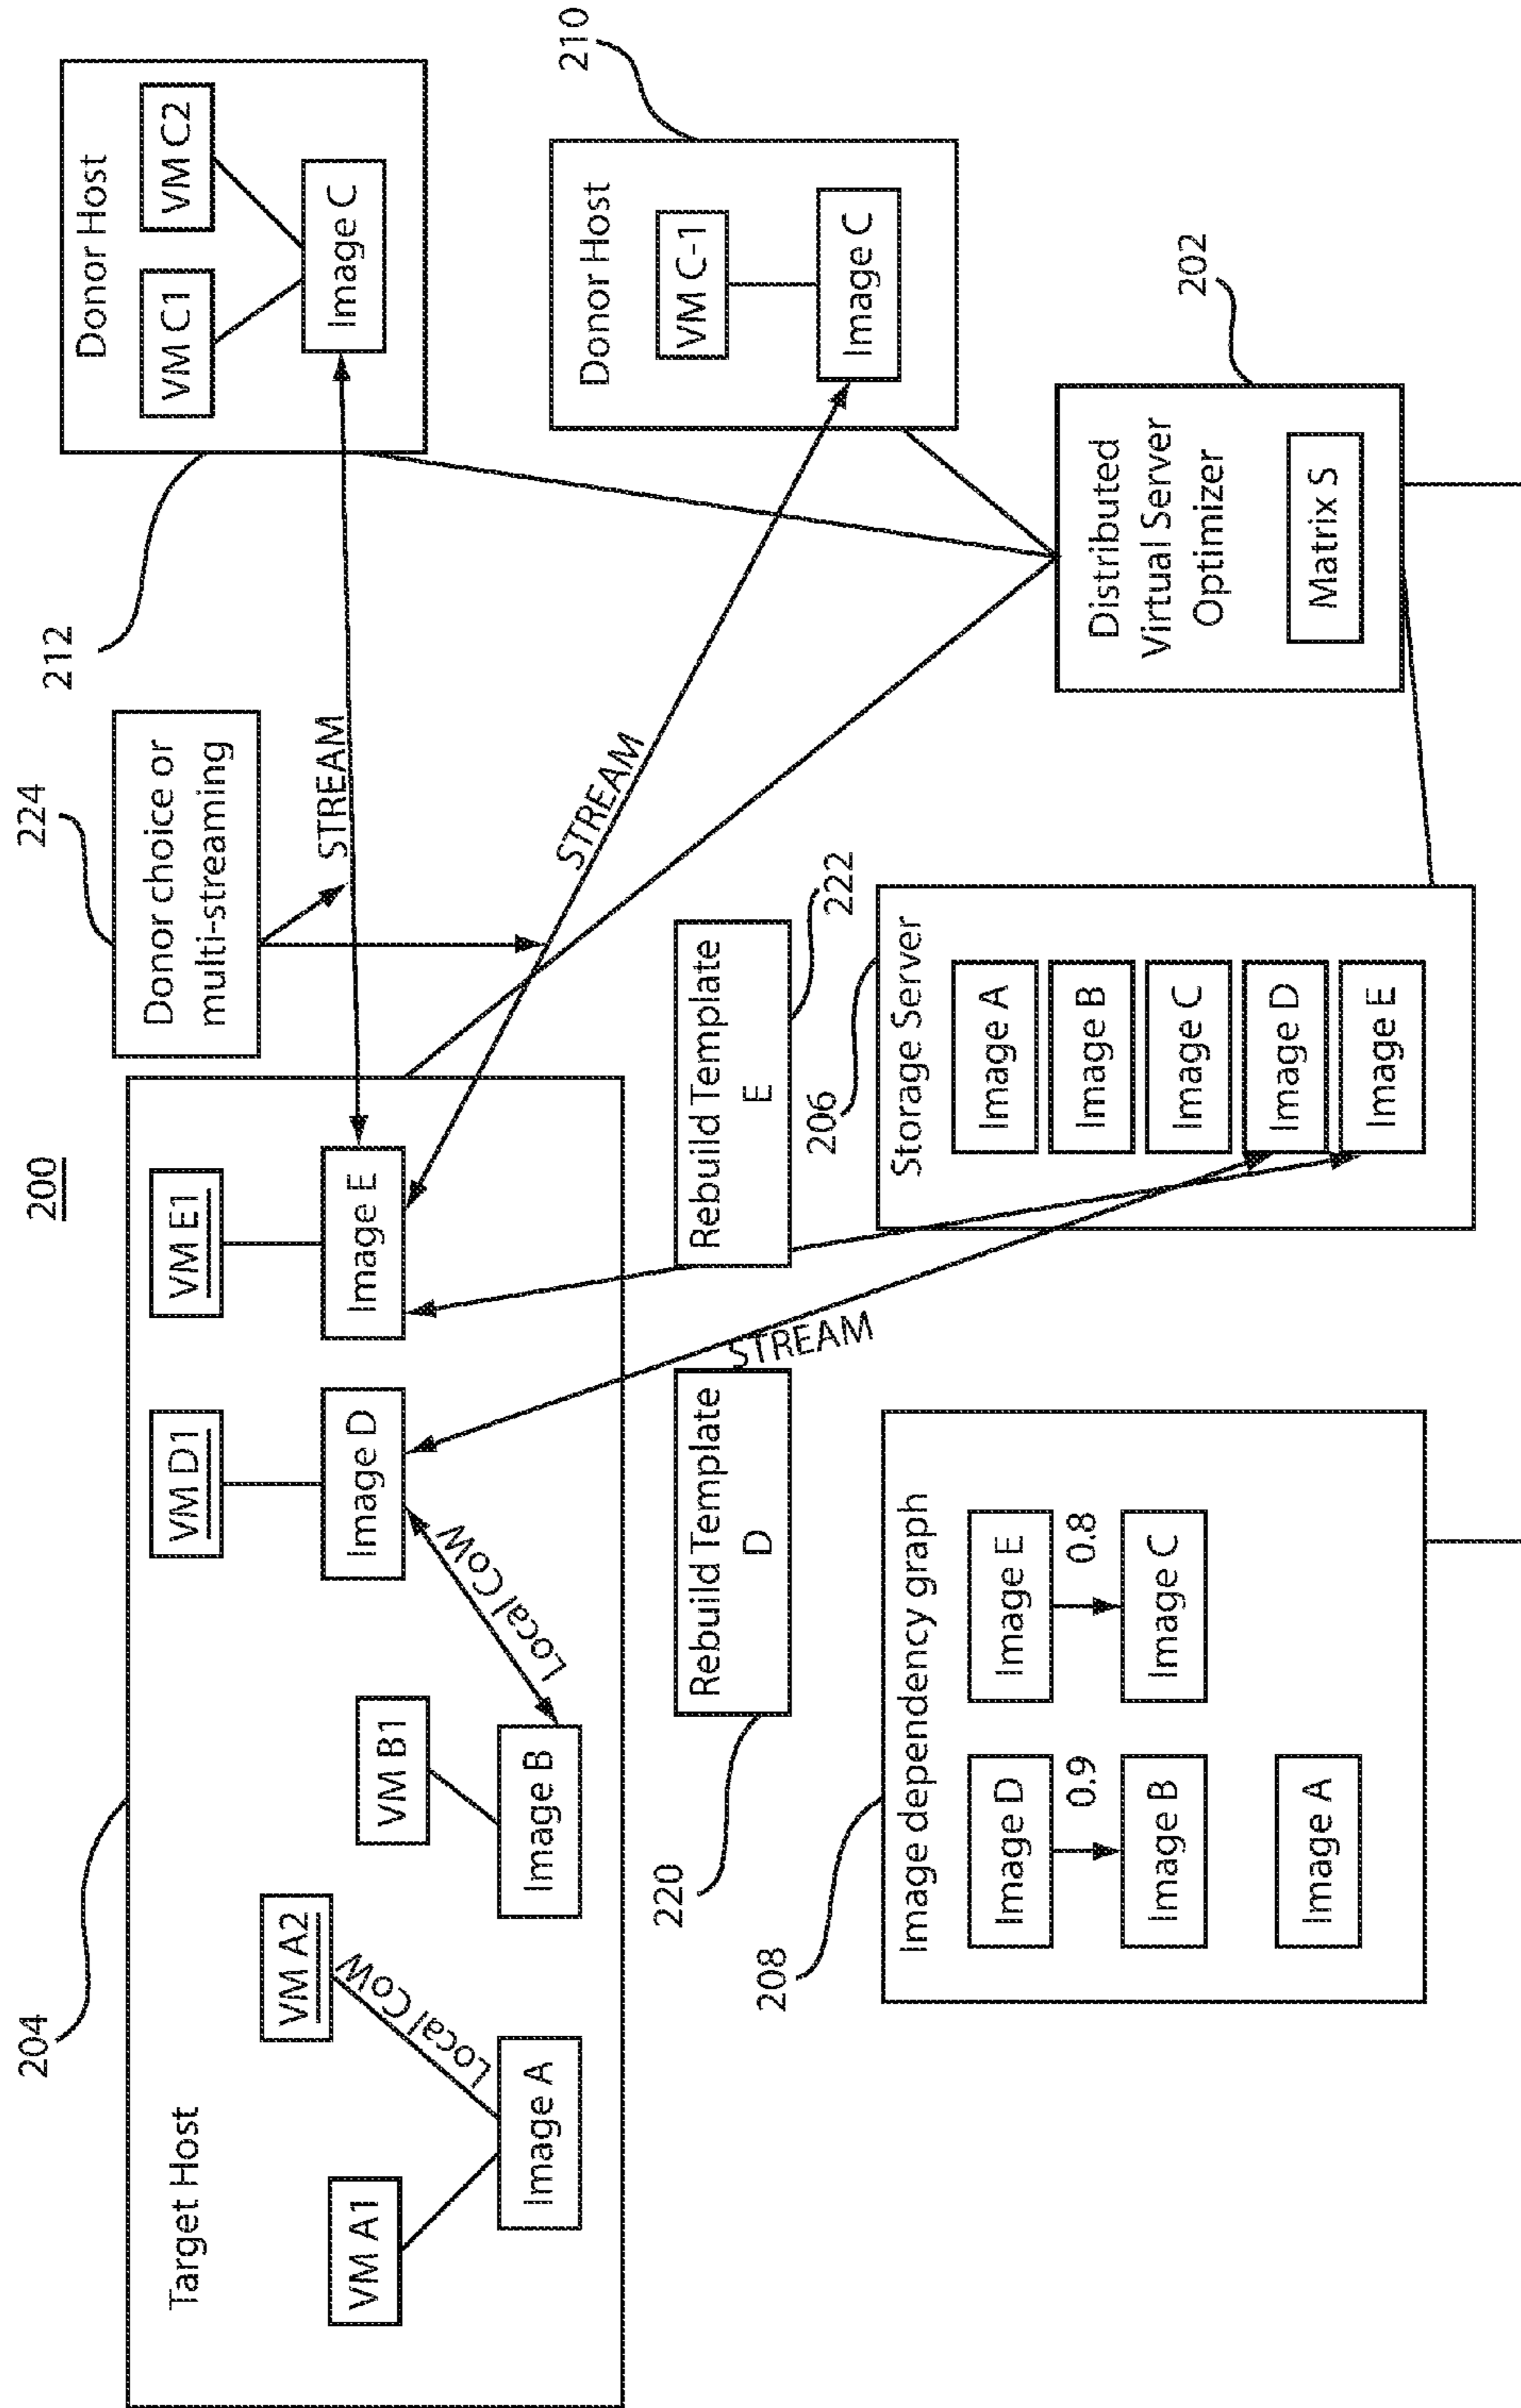 200
204
Target Host
VM A1
VM A2
Local CoW
Image A
VM B1
Image B
Local CoW
VM D1
Image D
VM E1
Image E
224
Donor choice or
multi-streaming
STREAM
STREAM
212
Donor Host
VM C1
VM C2
Image C
210
Donor Host
VM C-1
Image C
220
Rebuild Template
D
STREAM
Rebuild Template
E
222
208
Image dependency graph
Image D
0.9
Image B
Image E
0.8
Image C
Image A
206
Storage Server
Image A
Image B
Image C
Image D
Image E
202
Distributed
Virtual Server
Optimizer
Matrix S